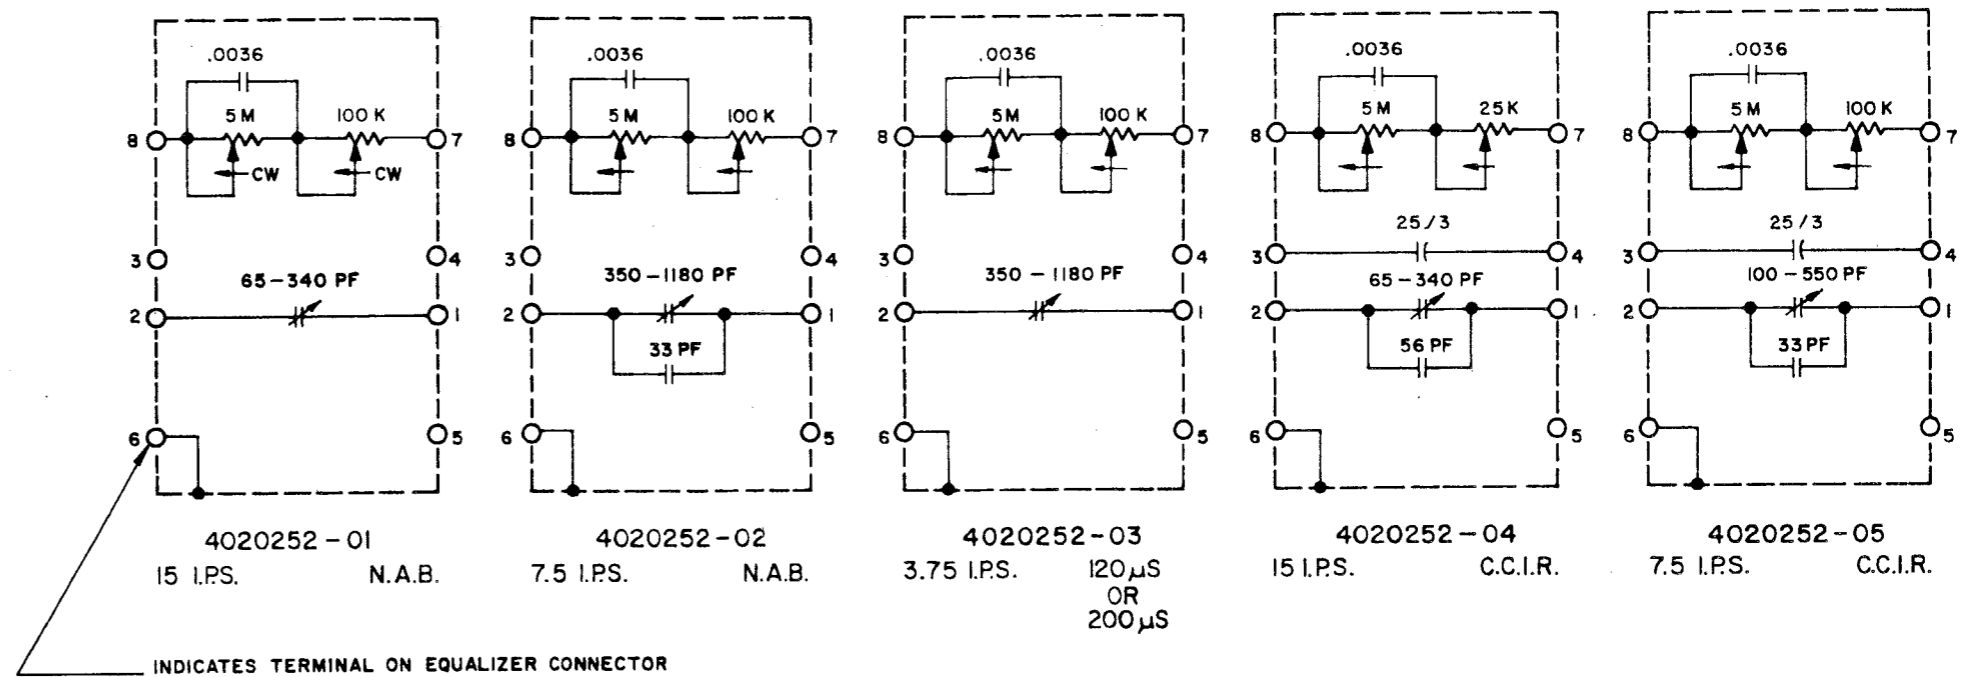 .0036
5 M
100 K
8
7
CW
CW
3
4
65-340 PF
2
1
6
5
4020252-01
15 I.P.S.
N.A.B.
.0036
5 M
100 K
8
7
3
4
350-1180 PF
2
1
33 PF
6
5
4020252-02
7.5 I.P.S.
N.A.B.
.0036
5 M
100 K
8
7
3
4
350-1180 PF
2
1
6
5
4020252-03
3.75 I.P.S.
120 µS
OR
200 µS
.0036
5 M
25 K
8
7
25/3
3
4
65-340 PF
2
1
56 PF
6
5
4020252-04
15 I.P.S.
C.C.I.R.
.0036
5 M
100 K
8
7
25/3
3
4
100-550 PF
2
1
33 PF
6
5
4020252-05
7.5 I.P.S.
C.C.I.R.
INDICATES TERMINAL ON EQUALIZER CONNECTOR